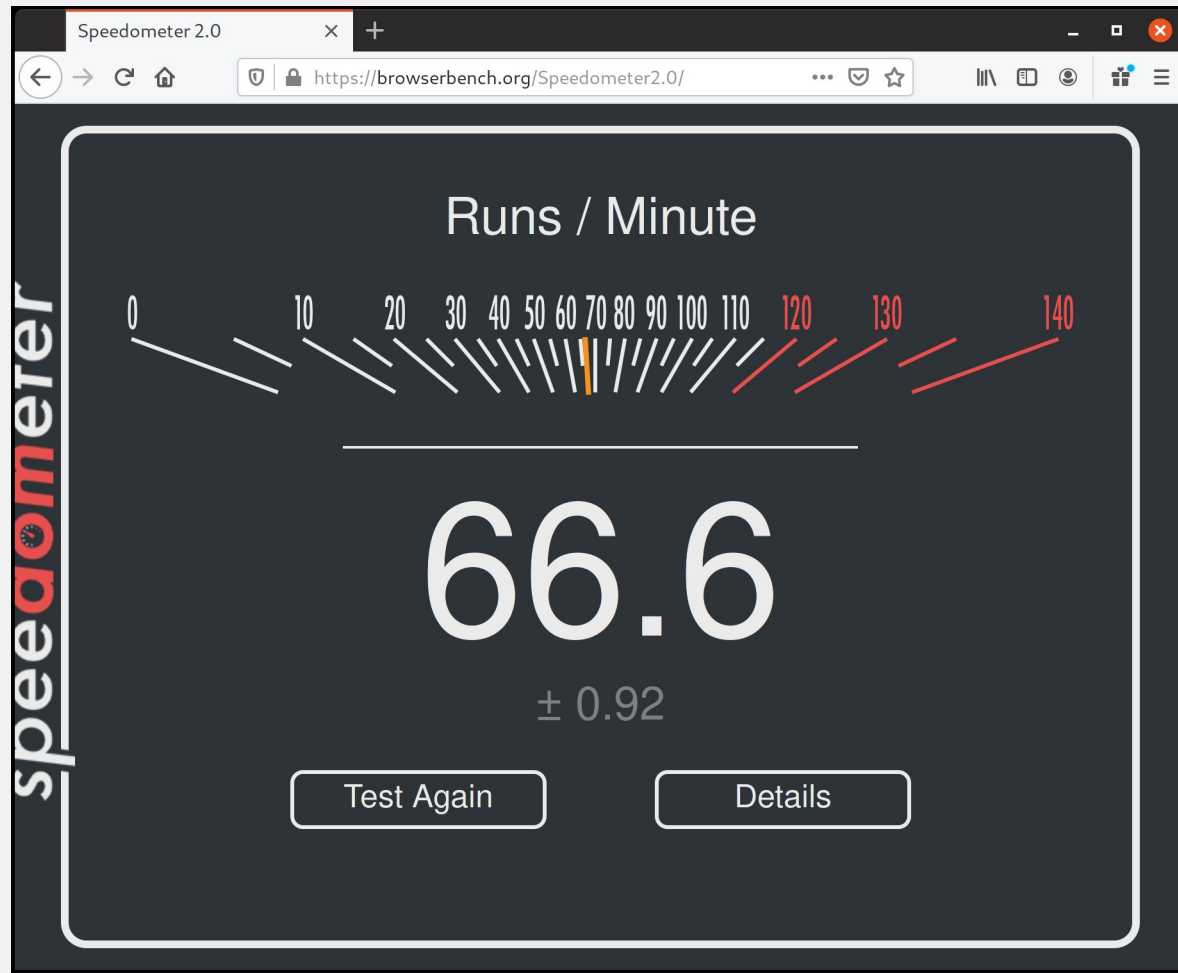 Speedometer 2.0
https://browserbench.org/Speedometer2.0/
speedometer
Runs / Minute
0 10 20 30 40 50 60 70 80 90 100 110 120 130 140
66.6
± 0.92
Test Again Details